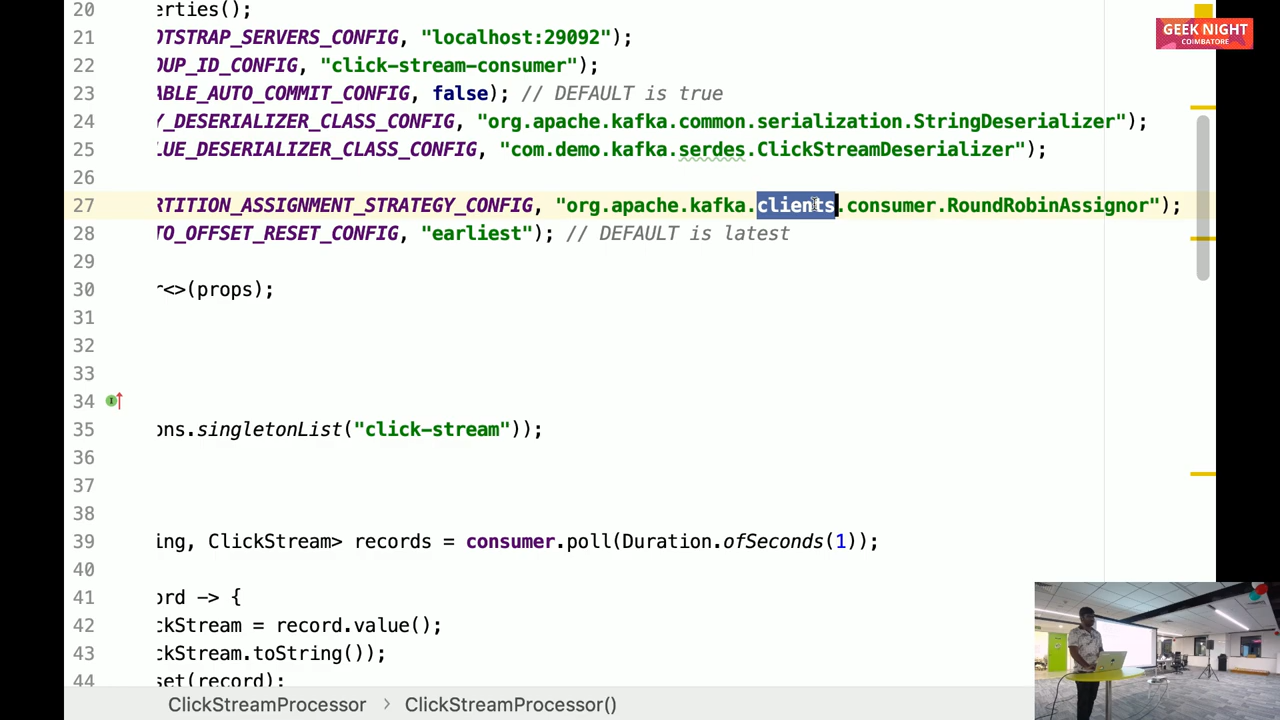 20 erties();
21 OTSTRAP_SERVERS_CONFIG, "localhost:29092");
22 OUP_ID_CONFIG, "click-stream-consumer");
23 ABLE_AUTO_COMMIT_CONFIG, false); // DEFAULT is true
24 Y_DESERIALIZER_CLASS_CONFIG, "org.apache.kafka.common.serialization.StringDeserializer");
25 LUE_DESERIALIZER_CLASS_CONFIG, "com.demo.kafka.serdes.ClickStreamDeserializer");
26
27 RTITION_ASSIGNMENT_STRATEGY_CONFIG, "org.apache.kafka.clients.consumer.RoundRobinAssignor");
28 TO_OFFSET_RESET_CONFIG, "earliest"); // DEFAULT is latest
29
30 r<>(props);
31
32
33
34
35 ons.singletonList("click-stream"));
36
37
38
39 ing, ClickStream> records = consumer.poll(Duration.ofSeconds(1));
40
41 ord -> {
42 ckStream = record.value();
43 ckStream.toString());
44 set(record);
ClickStreamProcessor > ClickStreamProcessor()
GEEK NIGHT
COIMBATORE